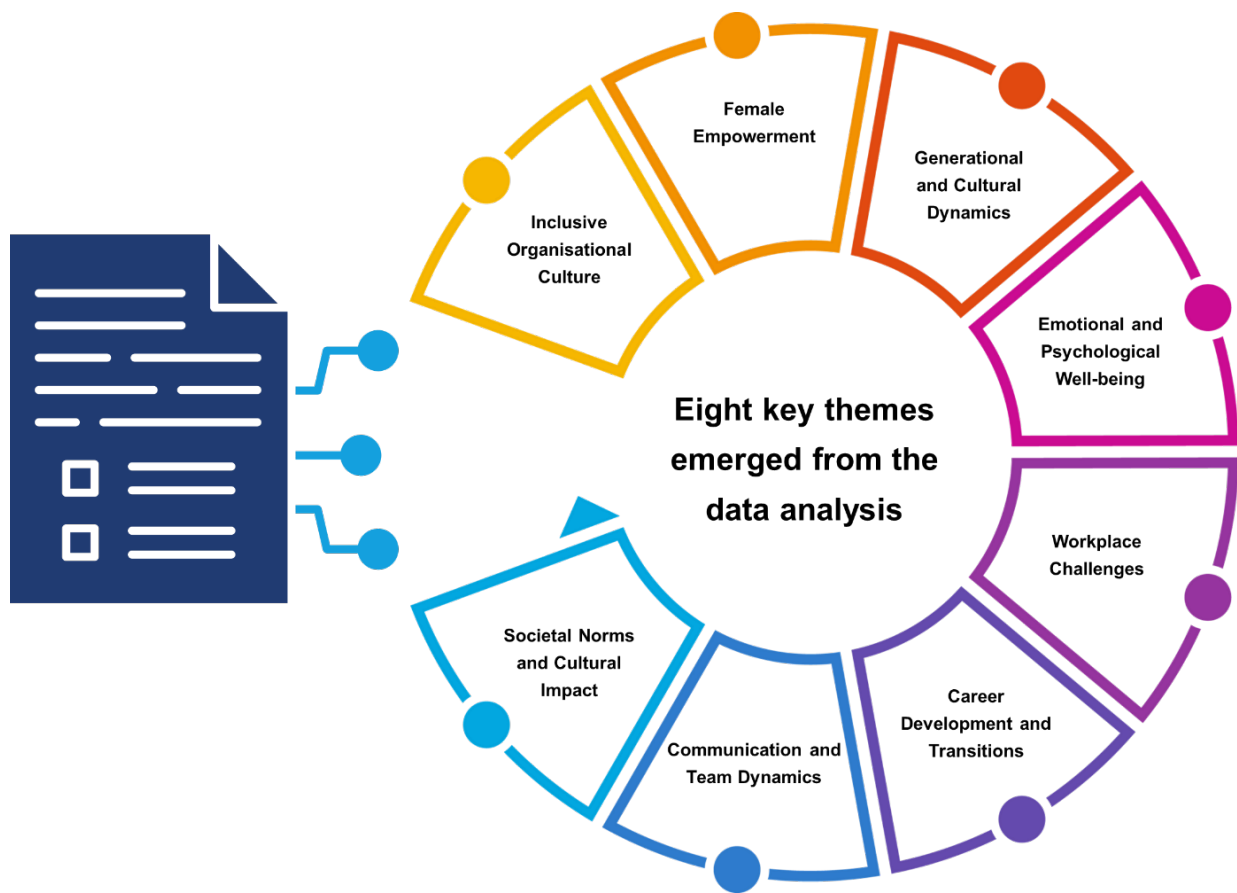 Female
Empowerment
Generational
and Cultural
Dynamics
Inclusive
Organisational
Culture
Emotional and
Psychological
Well-being
Eight key themes
emerged from the
data analysis
Workplace
Challenges
Societal Norms
and Cultural
Impact
Career
Development and
Transitions
Communication and
Team Dynamics